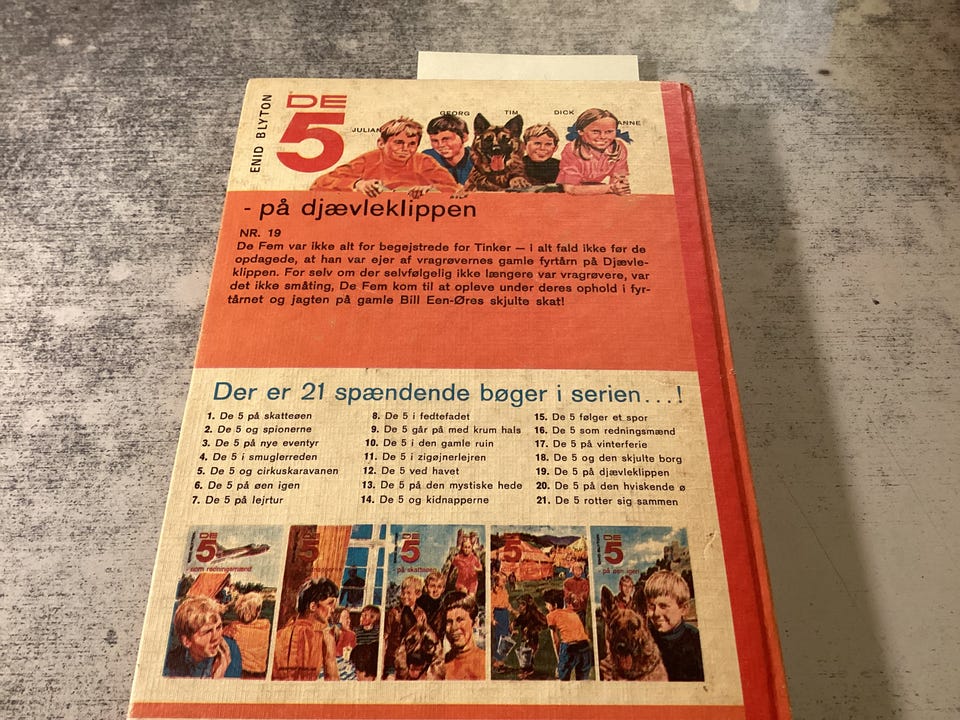 ENID BLYTON
DE
5
JULIAN
GEORG
TIM
DICK
ANNE
- på djævleklippen
NR. 19
De Fem var ikke alt for begejstrede for Tinker — i alt fald ikke før de
opdagede, at han var ejer af vragrøvernes gamle fyrtårn på Djævle-
klippen. For selv om der selvfølgelig ikke længere var vragrøvere, var
det ikke småting, De Fem kom til at opleve under deres ophold i fyr-
tårnet og jagten på gamle Bill Een-Øres skjulte skat!
Der er 21 spændende bøger i serien...!
1. De 5 på skatteøen
2. De 5 og spionerne
3. De 5 på nye eventyr
4. De 5 i smuglerreden
5. De 5 og cirkuskaravanen
6. De 5 på øen igen
7. De 5 på lejrtur
8. De 5 i fedtefadet
9. De 5 går på med krum hals
10. De 5 i den gamle ruin
11. De 5 i zigøjnerlejren
12. De 5 ved havet
13. De 5 på den mystiske hede
14. De 5 og kidnapperne
15. De 5 følger et spor
16. De 5 som redningsmænd
17. De 5 på vinterferie
18. De 5 og den skjulte borg
19. De 5 på djævleklippen
20. De 5 på den hviskende ø
21. De 5 rotter sig sammen
DE
5
som redningsmænd
DE
5
DE
5
på skatteøen
DE
5
DE
5
på øen igen